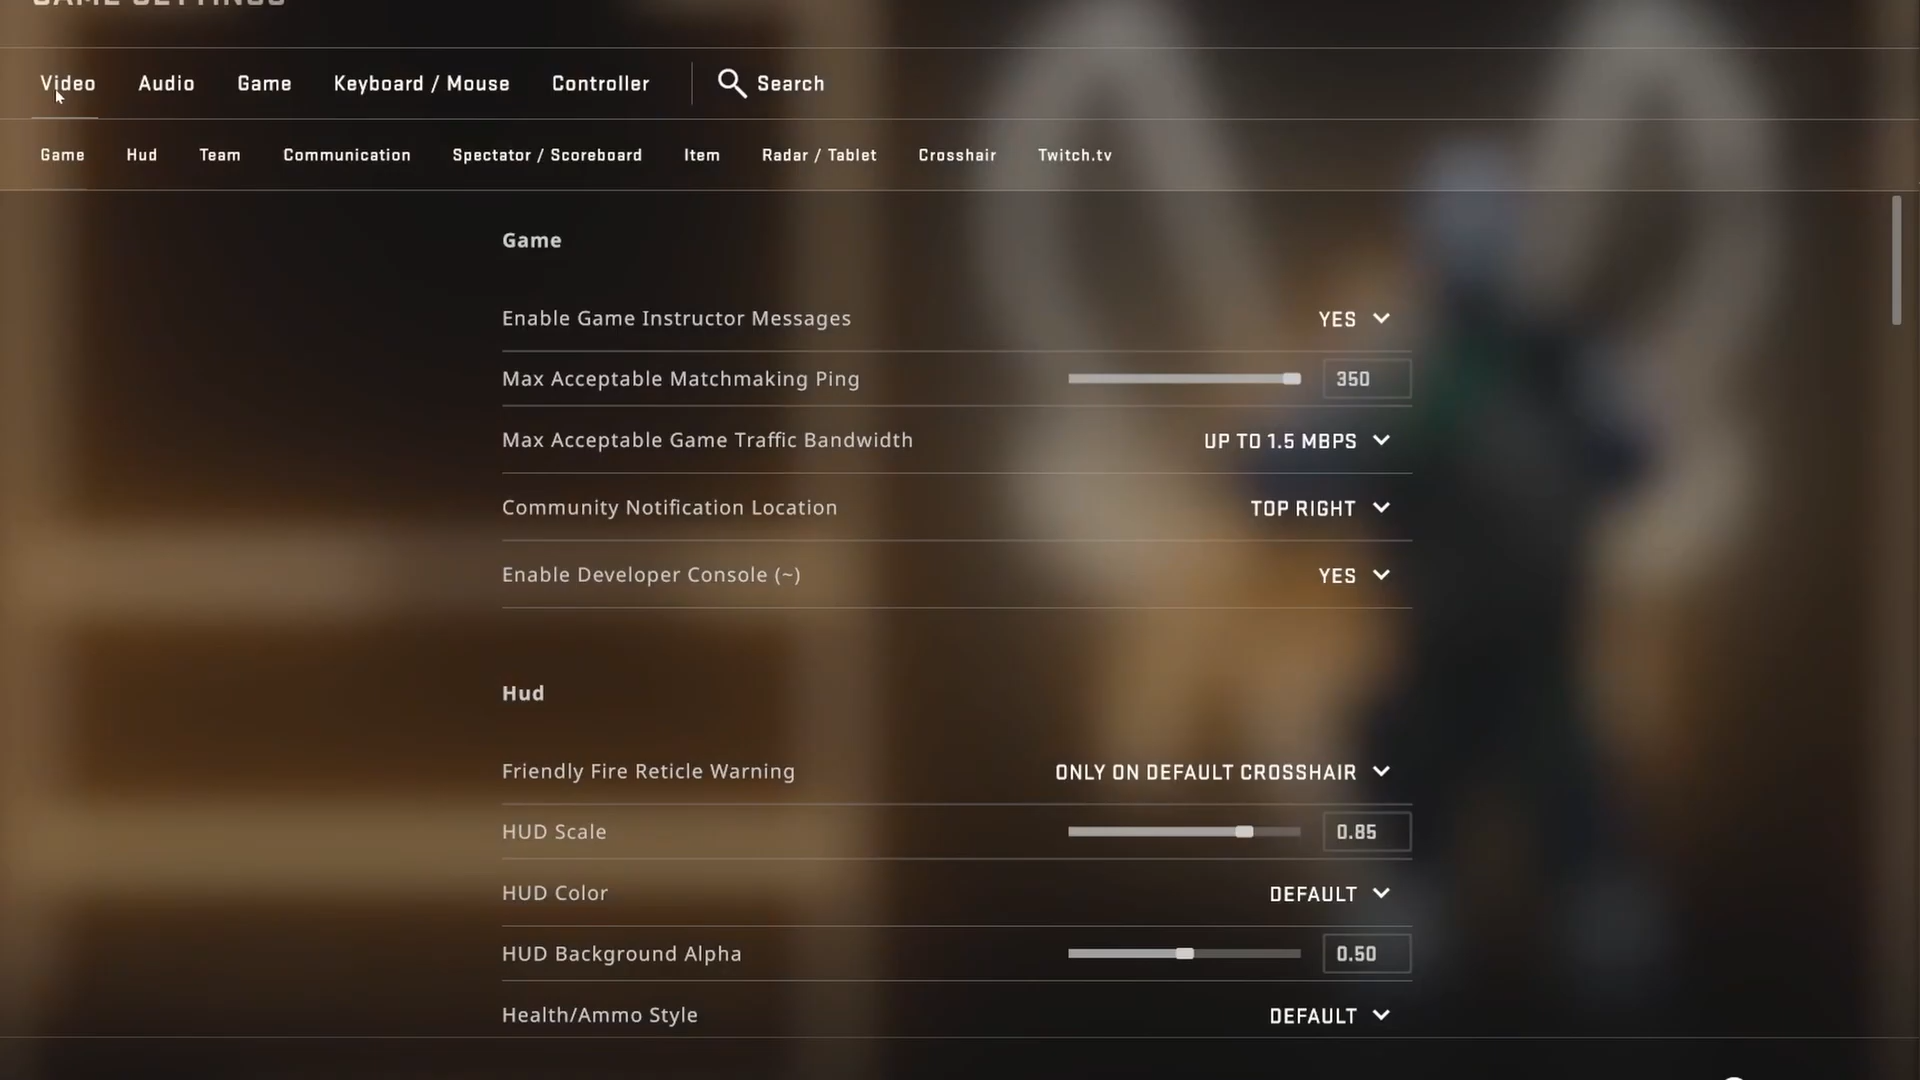 GAME SETTINGS
Video Audio Game Keyboard / Mouse Controller Search
Game Hud Team Communication Spectator / Scoreboard Item Radar / Tablet Crosshair Twitch.tv
Game
Enable Game Instructor Messages YES
Max Acceptable Matchmaking Ping 350
Max Acceptable Game Traffic Bandwidth UP TO 1.5 MBPS
Community Notification Location TOP RIGHT
Enable Developer Console (~) YES
Hud
Friendly Fire Reticle Warning ONLY ON DEFAULT CROSSHAIR
HUD Scale 0.85
HUD Color DEFAULT
HUD Background Alpha 0.50
Health/Ammo Style DEFAULT